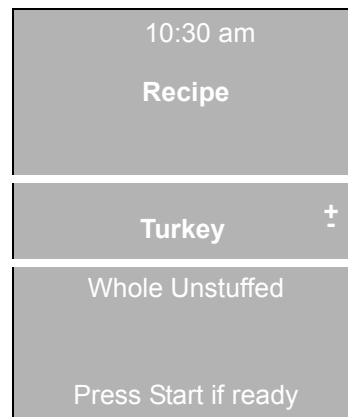 10:30 am
Recipe
+
Turkey
-
Whole Unstuffed
Press Start if ready